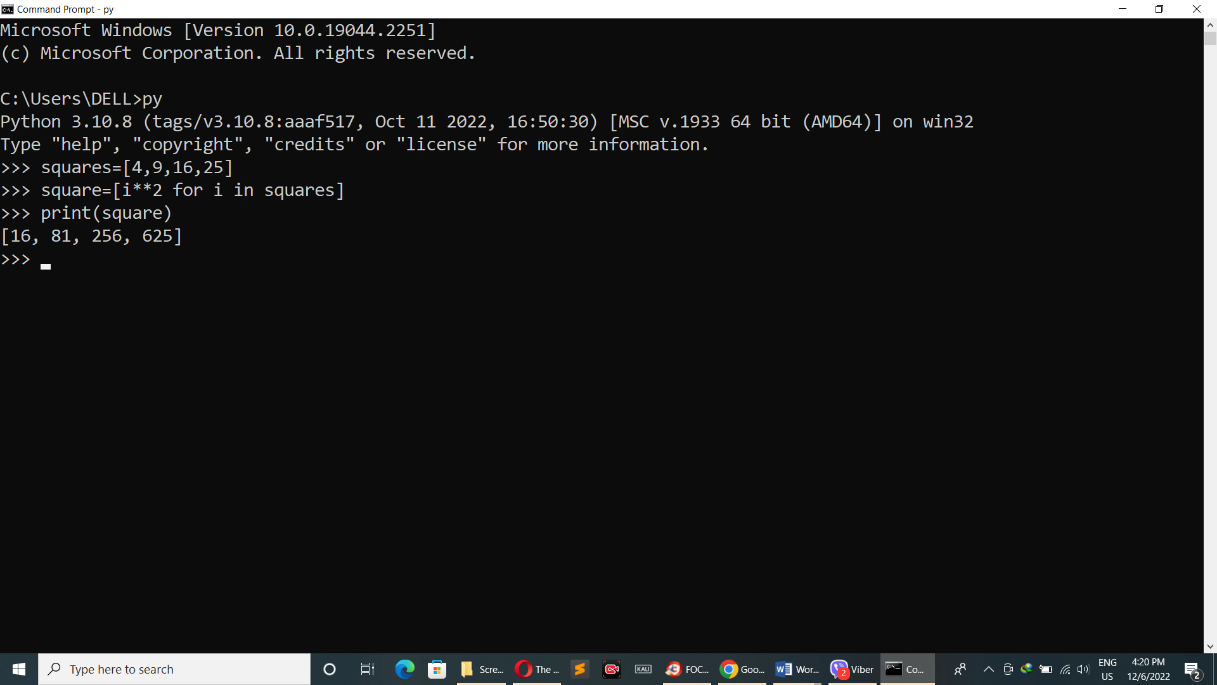 Command Prompt - py
Microsoft Windows [Version 10.0.19044.2251]
(c) Microsoft Corporation. All rights reserved.
C:\Users\DELL>py
Python 3.10.8 (tags/v3.10.8:aaaf517, Oct 11 2022, 16:50:30) [MSC v.1933 64 bit (AMD64)] on win32
Type "help", "copyright", "credits" or "license" for more information.
>>> squares=[4,9,16,25]
>>> square=[i**2 for i in squares]
>>> print(square)
[16, 81, 256, 625]
>>>
Type here to search
Scre...
The ...
KALI
FOC...
Goo...
Wor...
2
Viber
Co...
ENG
US
4:20 PM
12/6/2022
2